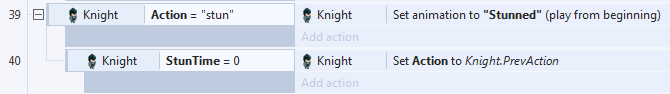 39 Knight Action = "stun" Knight Set animation to "Stunned" (play from beginning)
Add action
40 Knight StunTime = 0 Knight Set Action to Knight.PrevAction
Add action